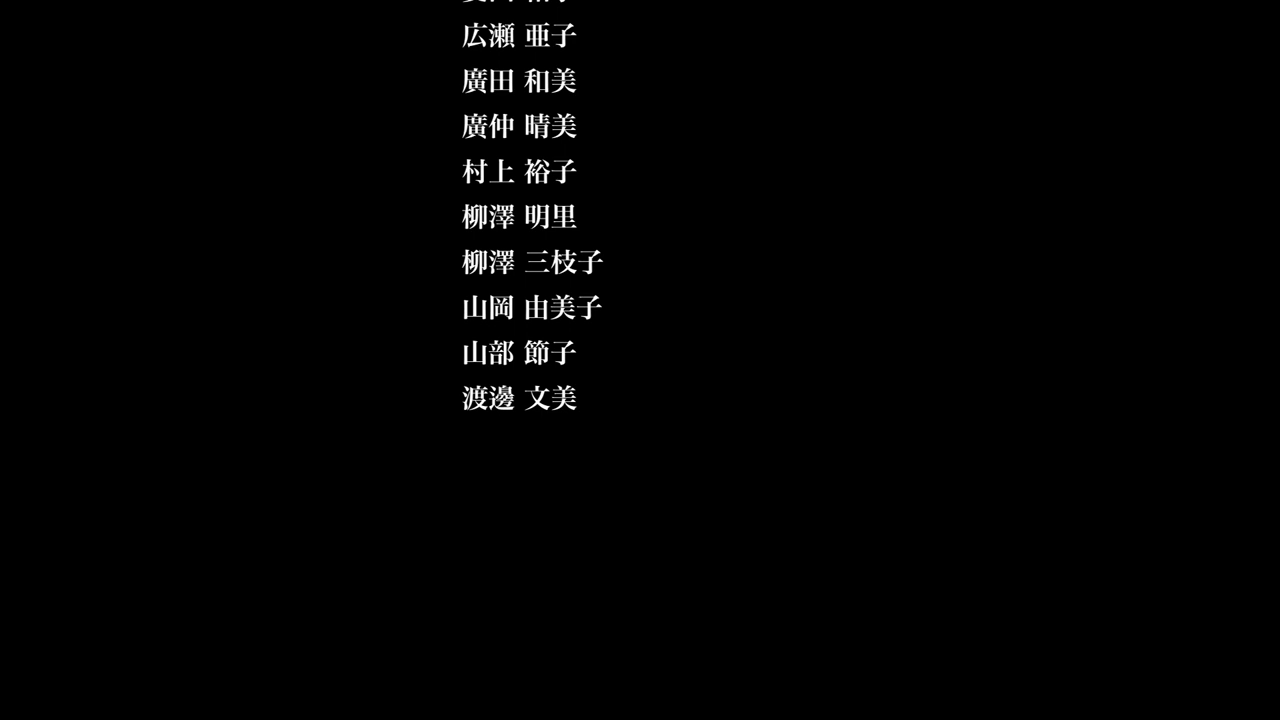 広瀬 亜子
廣田 和美
廣仲 晴美
村上 裕子
柳澤 明里
柳澤 三枝子
山岡 由美子
山部 節子
渡邊 文美